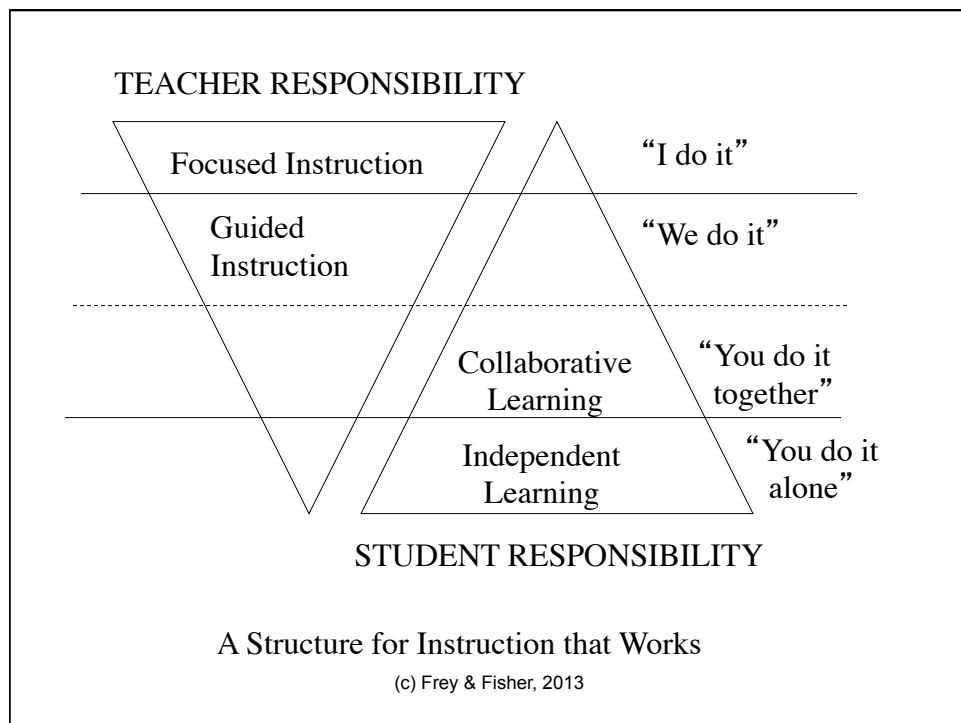 TEACHER RESPONSIBILITY
Focused Instruction
“I do it”
Guided
Instruction
“We do it”
Collaborative
Learning
“You do it
together”
Independent
Learning
“You do it
alone”
STUDENT RESPONSIBILITY
A Structure for Instruction that Works
(c) Frey & Fisher, 2013